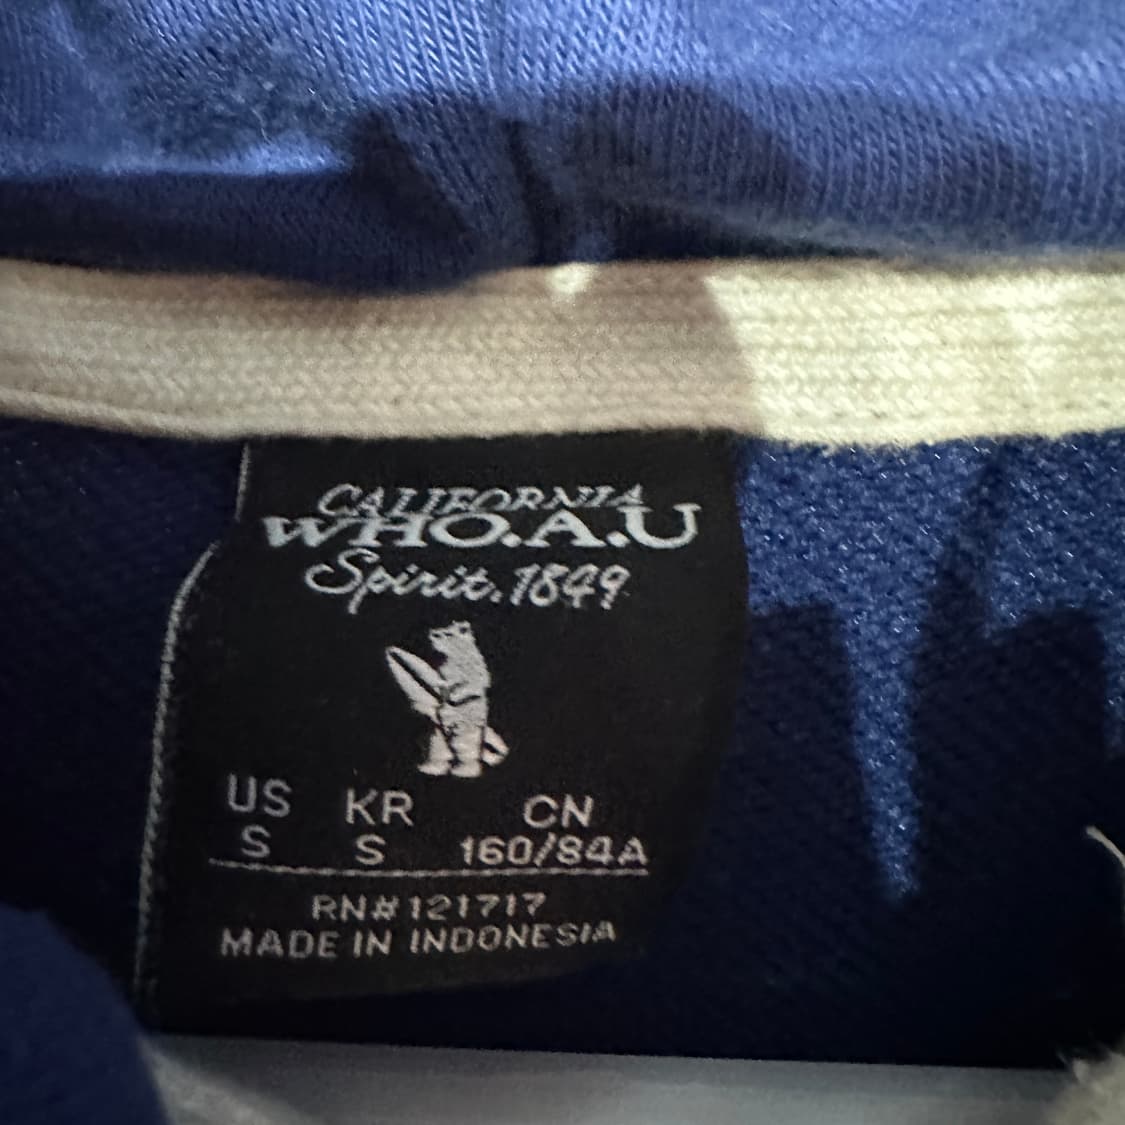 CALIFORNIA
WHO.A.U
Spirit.1849
US KR CN
S S 160/84A
RN#121717
MADE IN INDONESIA